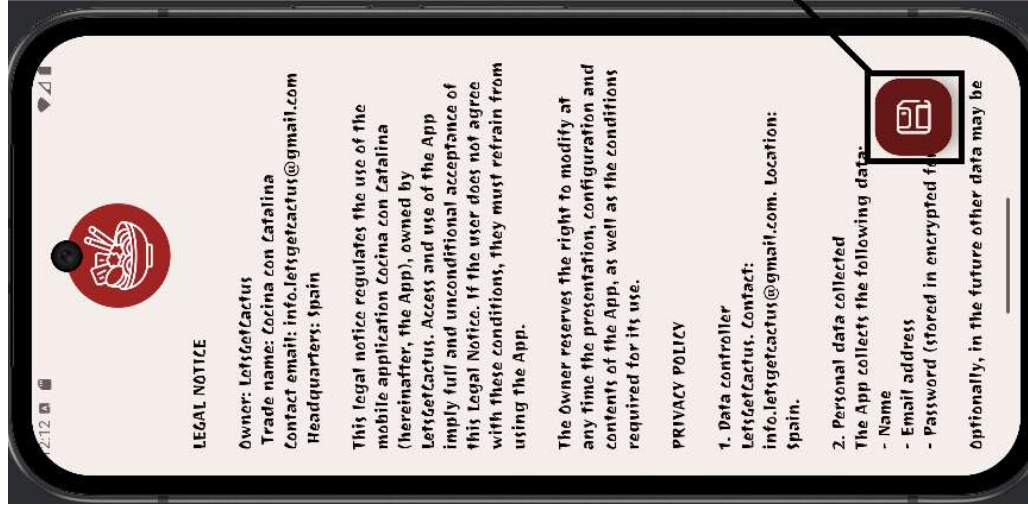 12:12
LEGAL NOTICE
Owner: LetsGetCactus
Trade name: Cocina con Catalina
Contact email: info.letsgetcactus@gmail.com
Headquarters: Spain
This legal notice regulates the use of the
mobile application Cocina con Catalina
(hereinafter, the App), owned by
LetsGetCactus. Access and use of the App
imply full and unconditional acceptance of
this Legal Notice. If the user does not agree
with these conditions, they must refrain from
using the App.
The Owner reserves the right to modify at
any time the presentation, configuration and
contents of the App, as well as the conditions
required for its use.
PRIVACY POLICY
1. Data controller
LetsGetCactus. Contact:
info.letsgetcactus@gmail.com. Location:
Spain.
2. Personal data collected
The App collects the following data:
- Name
- Email address
- Password (stored in encrypted
Optionally, in the future other data may be